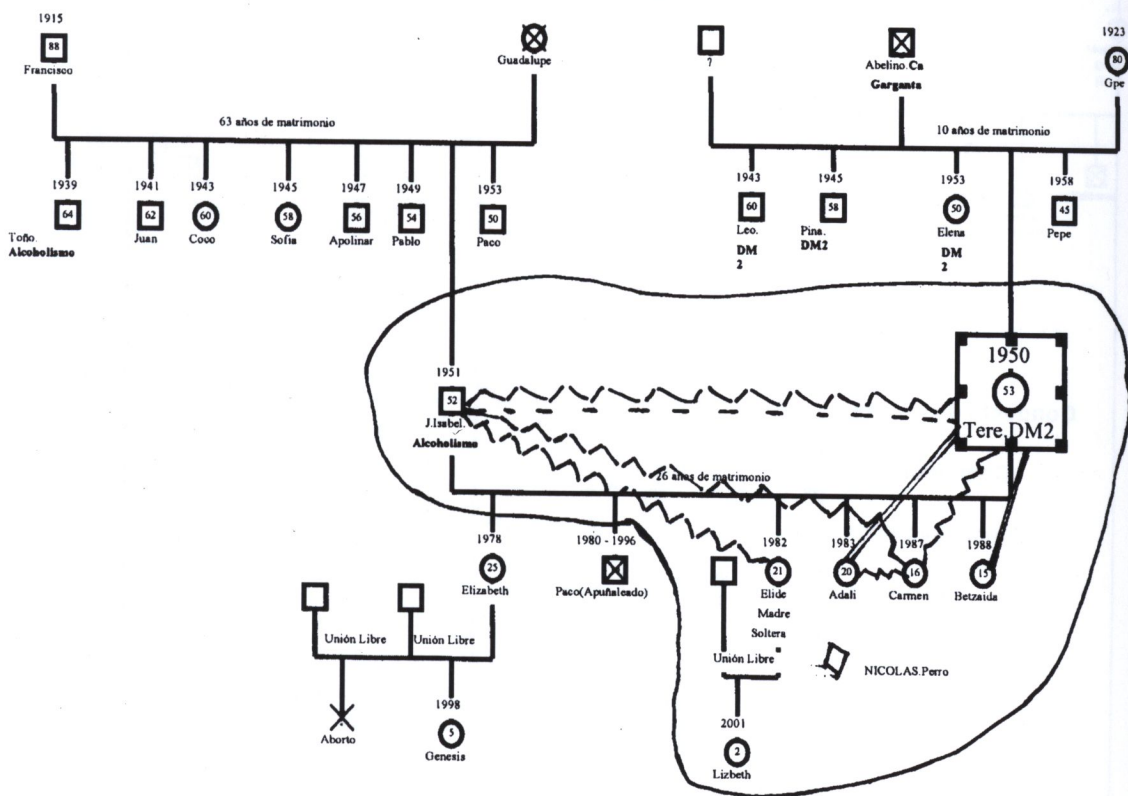 1915
88
Francisco
Guadalupe
?
Abelino.Ca
Garganta
1923
80
Gpe
63 años de matrimonio
10 años de matrimonio
1939
64
Toño.
Alcoholismo
1941
62
Juan
1943
60
Coco
1945
58
Sofia
1947
56
Apolinar
1949
54
Pablo
1953
50
Paco
1943
60
Leo.
DM
2
1945
58
Pina.
DM2
1953
50
Elena
DM
2
1958
45
Pepe
1951
52
J.Isabel.
Alcoholismo
1950
53
Tere.DM2
26 años de matrimonio
1978
25
Elizabeth
1980 - 1996
Paco(Apuñaleado)
1982
21
Elide
Madre
Soltera
1983
20
Adali
1987
16
Carmen
1988
15
Betzaida
Unión Libre
Unión Libre
Unión Libre
NICOLAS.Perro
Aborto
1998
5
Genesis
2001
2
Lizbeth